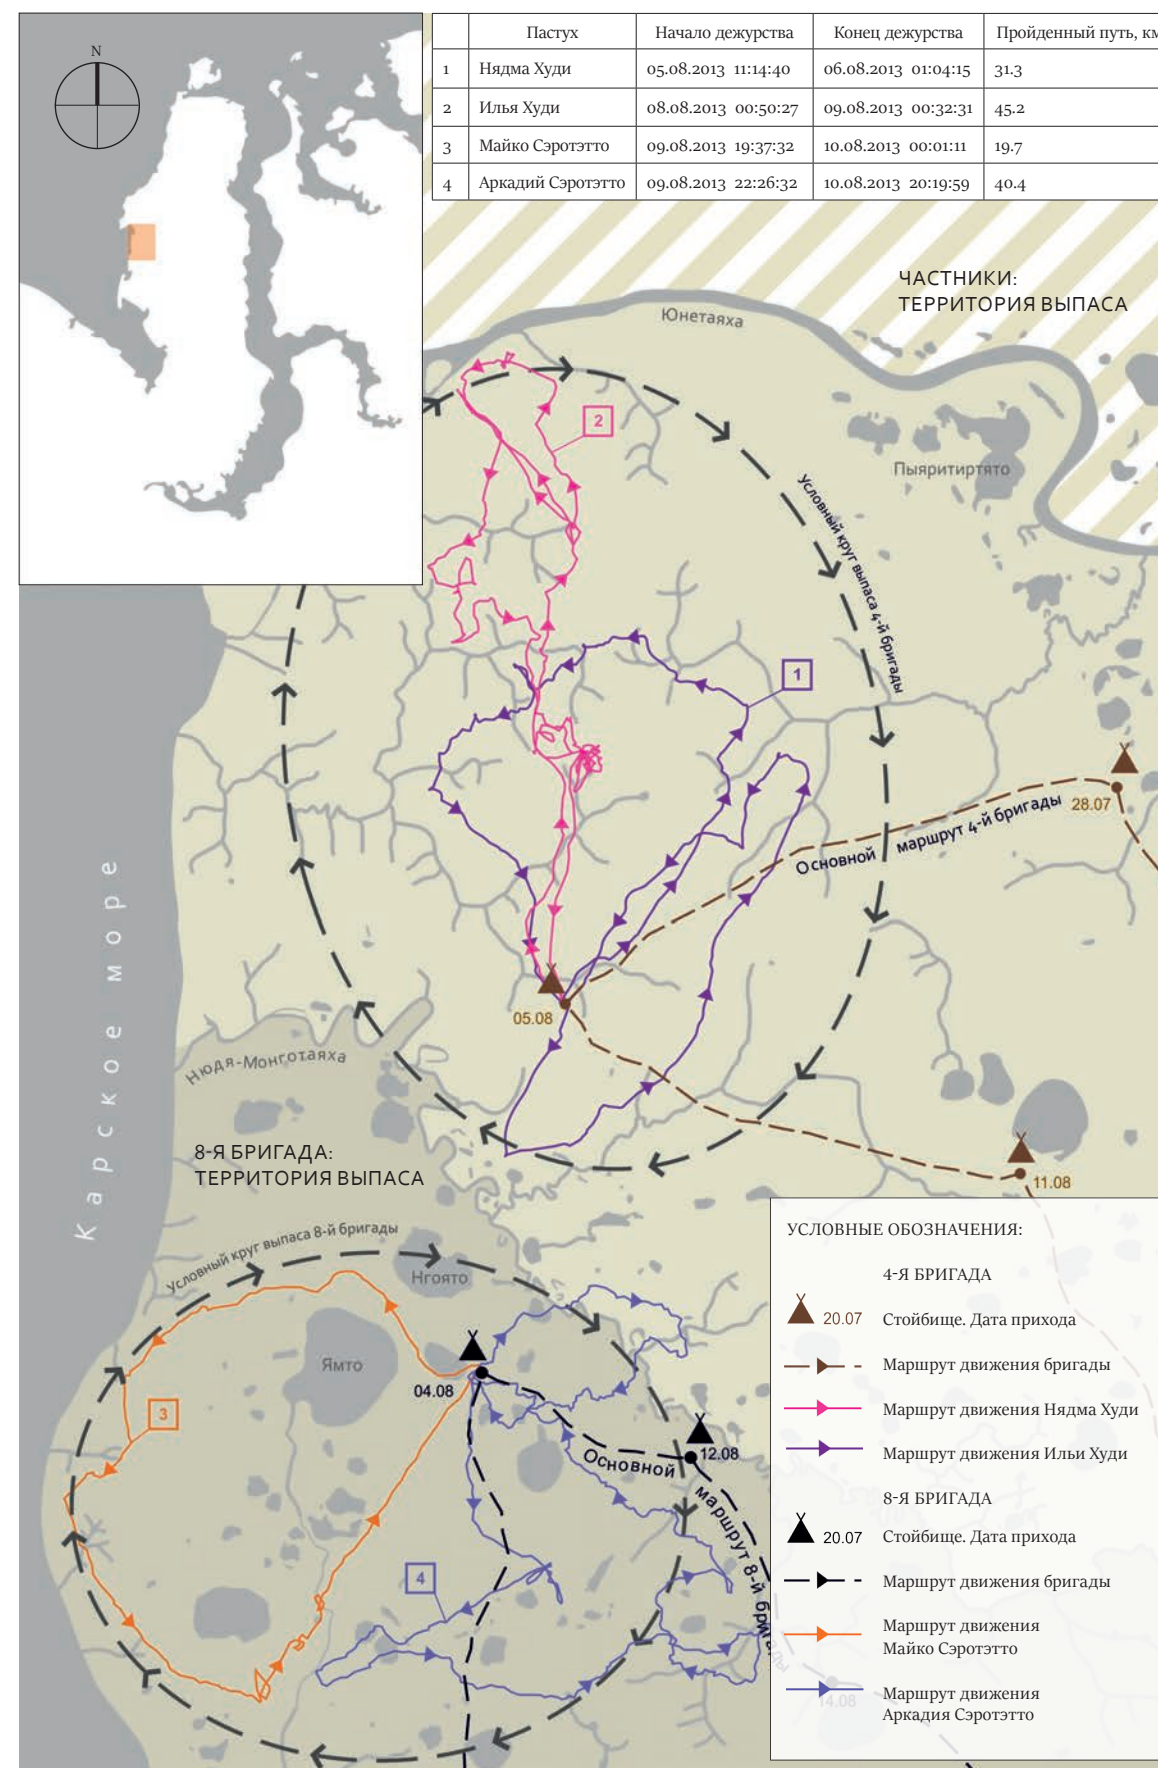 N
Пастух Начало дежурства Конец дежурства Пройденный путь, км
1 Нядма Худи 05.08.2013 11:14:40 06.08.2013 01:04:15 31.3
2 Илья Худи 08.08.2013 00:50:27 09.08.2013 00:32:31 45.2
3 Майко Сэротэтто 09.08.2013 19:37:32 10.08.2013 00:01:11 19.7
4 Аркадий Сэротэтто 09.08.2013 22:26:32 10.08.2013 20:19:59 40.4
ЧАСТНИКИ:
ТЕРРИТОРИЯ ВЫПАСА
Юнетаяха
2
Пыяритиртято
Условный круг выпаса 4-й бригады
1
28.07
Основной маршрут 4-й бригады
Карское море
05.08
Нюдя-Монготаяха
8-Я БРИГАДА:
ТЕРРИТОРИЯ ВЫПАСА
11.08
Условный круг выпаса 8-й бригады
Нгоято
Ямто
04.08
3
12.08
Основной маршрут 8-й бригады
4
14.08
УСЛОВНЫЕ ОБОЗНАЧЕНИЯ:
4-Я БРИГАДА
20.07 Стойбище. Дата прихода
Маршрут движения бригады
Маршрут движения Нядма Худи
Маршрут движения Ильи Худи
8-Я БРИГАДА
20.07 Стойбище. Дата прихода
Маршрут движения бригады
Маршрут движения
Майко Сэротэтто
Маршрут движения
Аркадия Сэротэтто